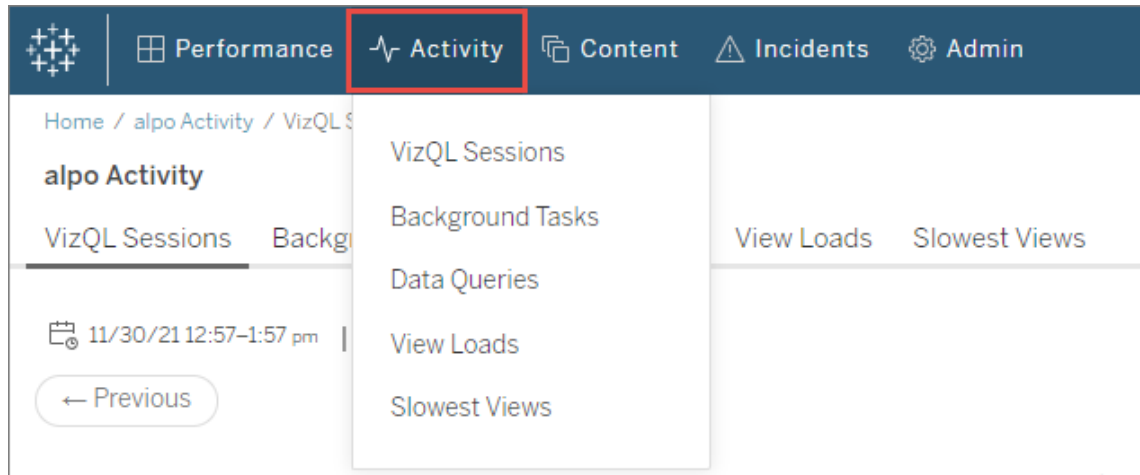 Performance Activity Content Incidents Admin
Home / alpo Activity / VizQL
alpo Activity
VizQL Sessions View Loads Slowest Views
11/30/21 12:57–1:57 pm |
← Previous
VizQL Sessions
Background Tasks
Data Queries
View Loads
Slowest Views